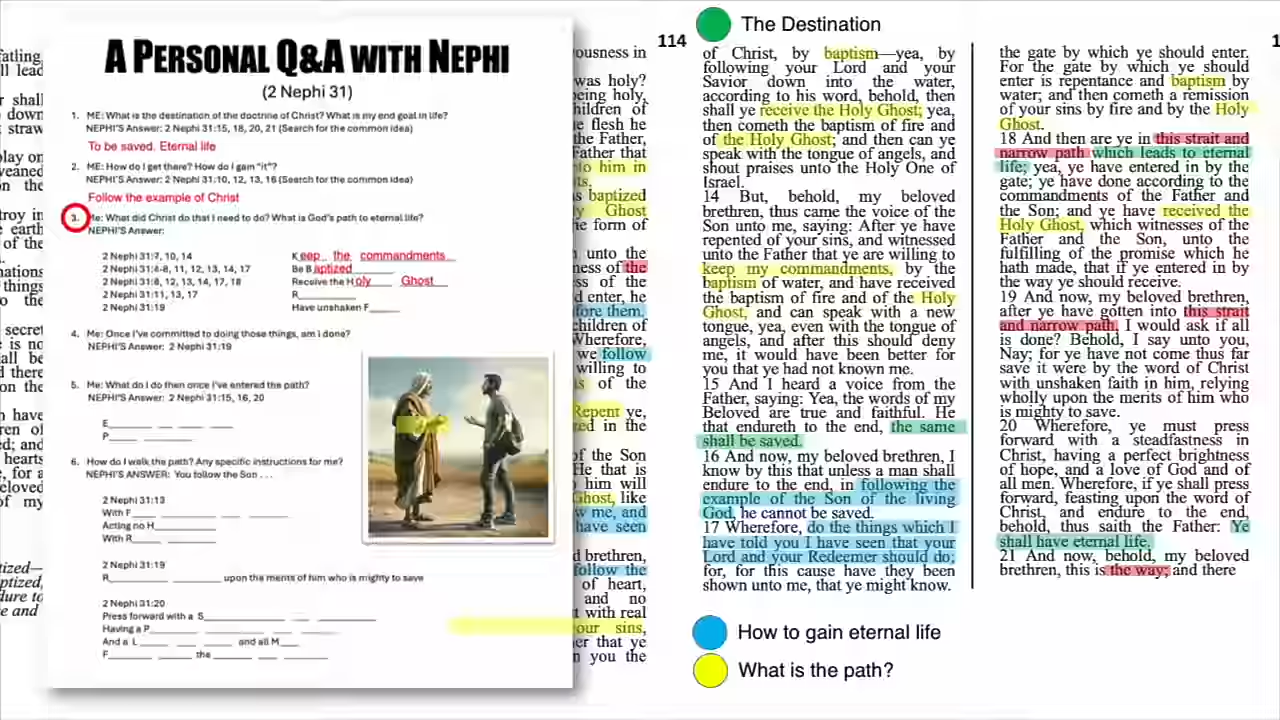 A PERSONAL Q&A WITH NEPHI
(2 Nephi 31)
1. ME: What is the destination of the doctrine of Christ? What is my end goal in life?
NEPHI'S Answer: 2 Nephi 31:15, 18, 20, 21 (Search for the common idea)
To be saved. Eternal life
2. ME: How do I get there? How do I gain "it"?
NEPHI'S Answer: 2 Nephi 31:10, 12, 13, 16 (Search for the common idea)
Follow the example of Christ
3. Me: What did Christ do that I need to do? What is God's path to eternal life?
NEPHI'S Answer:
2 Nephi 31:7, 10, 14 Keep the commandments
2 Nephi 31:4-8, 11, 12, 13, 14, 17 Be Baptized
2 Nephi 31:8, 12, 13, 14, 17, 18 Receive the Holy Ghost
2 Nephi 31:11, 13, 17 R
2 Nephi 31:19 Have unshaken F
4. Me: Once I've committed to doing those things, am I done?
NEPHI'S Answer: 2 Nephi 31:19
5. Me: What do I do then once I've entered the path?
NEPHI'S Answer: 2 Nephi 31:15, 16, 20
E
P
6. How do I walk the path? Any specific instructions for me?
NEPHI'S ANSWER: You follow the Son . . .
2 Nephi 31:13
With F
Acting no H
With R
2 Nephi 31:19
R upon the merits of him who is mighty to save
2 Nephi 31:20
Press forward with a S
Having a P
And a L and all M
F the
114
The Destination
of Christ, by baptism—yea, by
following your Lord and your
Savior down into the water,
according to his word, behold, then
shall ye receive the Holy Ghost; yea,
then cometh the baptism of fire and
of the Holy Ghost; and then can ye
speak with the tongue of angels, and
shout praises unto the Holy One of
Israel.
14 But, behold, my beloved
brethren, thus came the voice of the
Son unto me, saying: After ye have
repented of your sins, and witnessed
unto the Father that ye are willing to
keep my commandments, by the
baptism of water, and have received
the baptism of fire and of the Holy
Ghost, and can speak with a new
tongue, yea, even with the tongue of
angels, and after this should deny
me, it would have been better for
you that ye had not known me.
15 And I heard a voice from the
Father, saying: Yea, the words of my
Beloved are true and faithful. He
that endureth to the end, the same
shall be saved.
16 And now, my beloved brethren, I
know by this that unless a man shall
endure to the end, in following the
example of the Son of the living
God, he cannot be saved.
17 Wherefore, do the things which I
have told you I have seen that your
Lord and your Redeemer should do;
for, for this cause have they been
shown unto me, that ye might know.
the gate by which ye should enter.
For the gate by which ye should
enter is repentance and baptism by
water; and then cometh a remission
of your sins by fire and by the Holy
Ghost.
18 And then are ye in this strait and
narrow path which leads to eternal
life; yea, ye have entered in by the
gate; ye have done according to the
commandments of the Father and
the Son; and ye have received the
Holy Ghost, which witnesses of the
Father and the Son, unto the
fulfilling of the promise which he
hath made, that if ye entered in by
the way ye should receive.
19 And now, my beloved brethren,
after ye have gotten into this strait
and narrow path, I would ask if all
is done? Behold, I say unto you,
Nay; for ye have not come thus far
save it were by the word of Christ
with unshaken faith in him, relying
wholly upon the merits of him who
is mighty to save.
20 Wherefore, ye must press
forward with a steadfastness in
Christ, having a perfect brightness
of hope, and a love of God and of
all men. Wherefore, if ye shall press
forward, feasting upon the word of
Christ, and endure to the end,
behold, thus saith the Father: Ye
shall have eternal life.
21 And now, behold, my beloved
brethren, this is the way; and there
How to gain eternal life
What is the path?